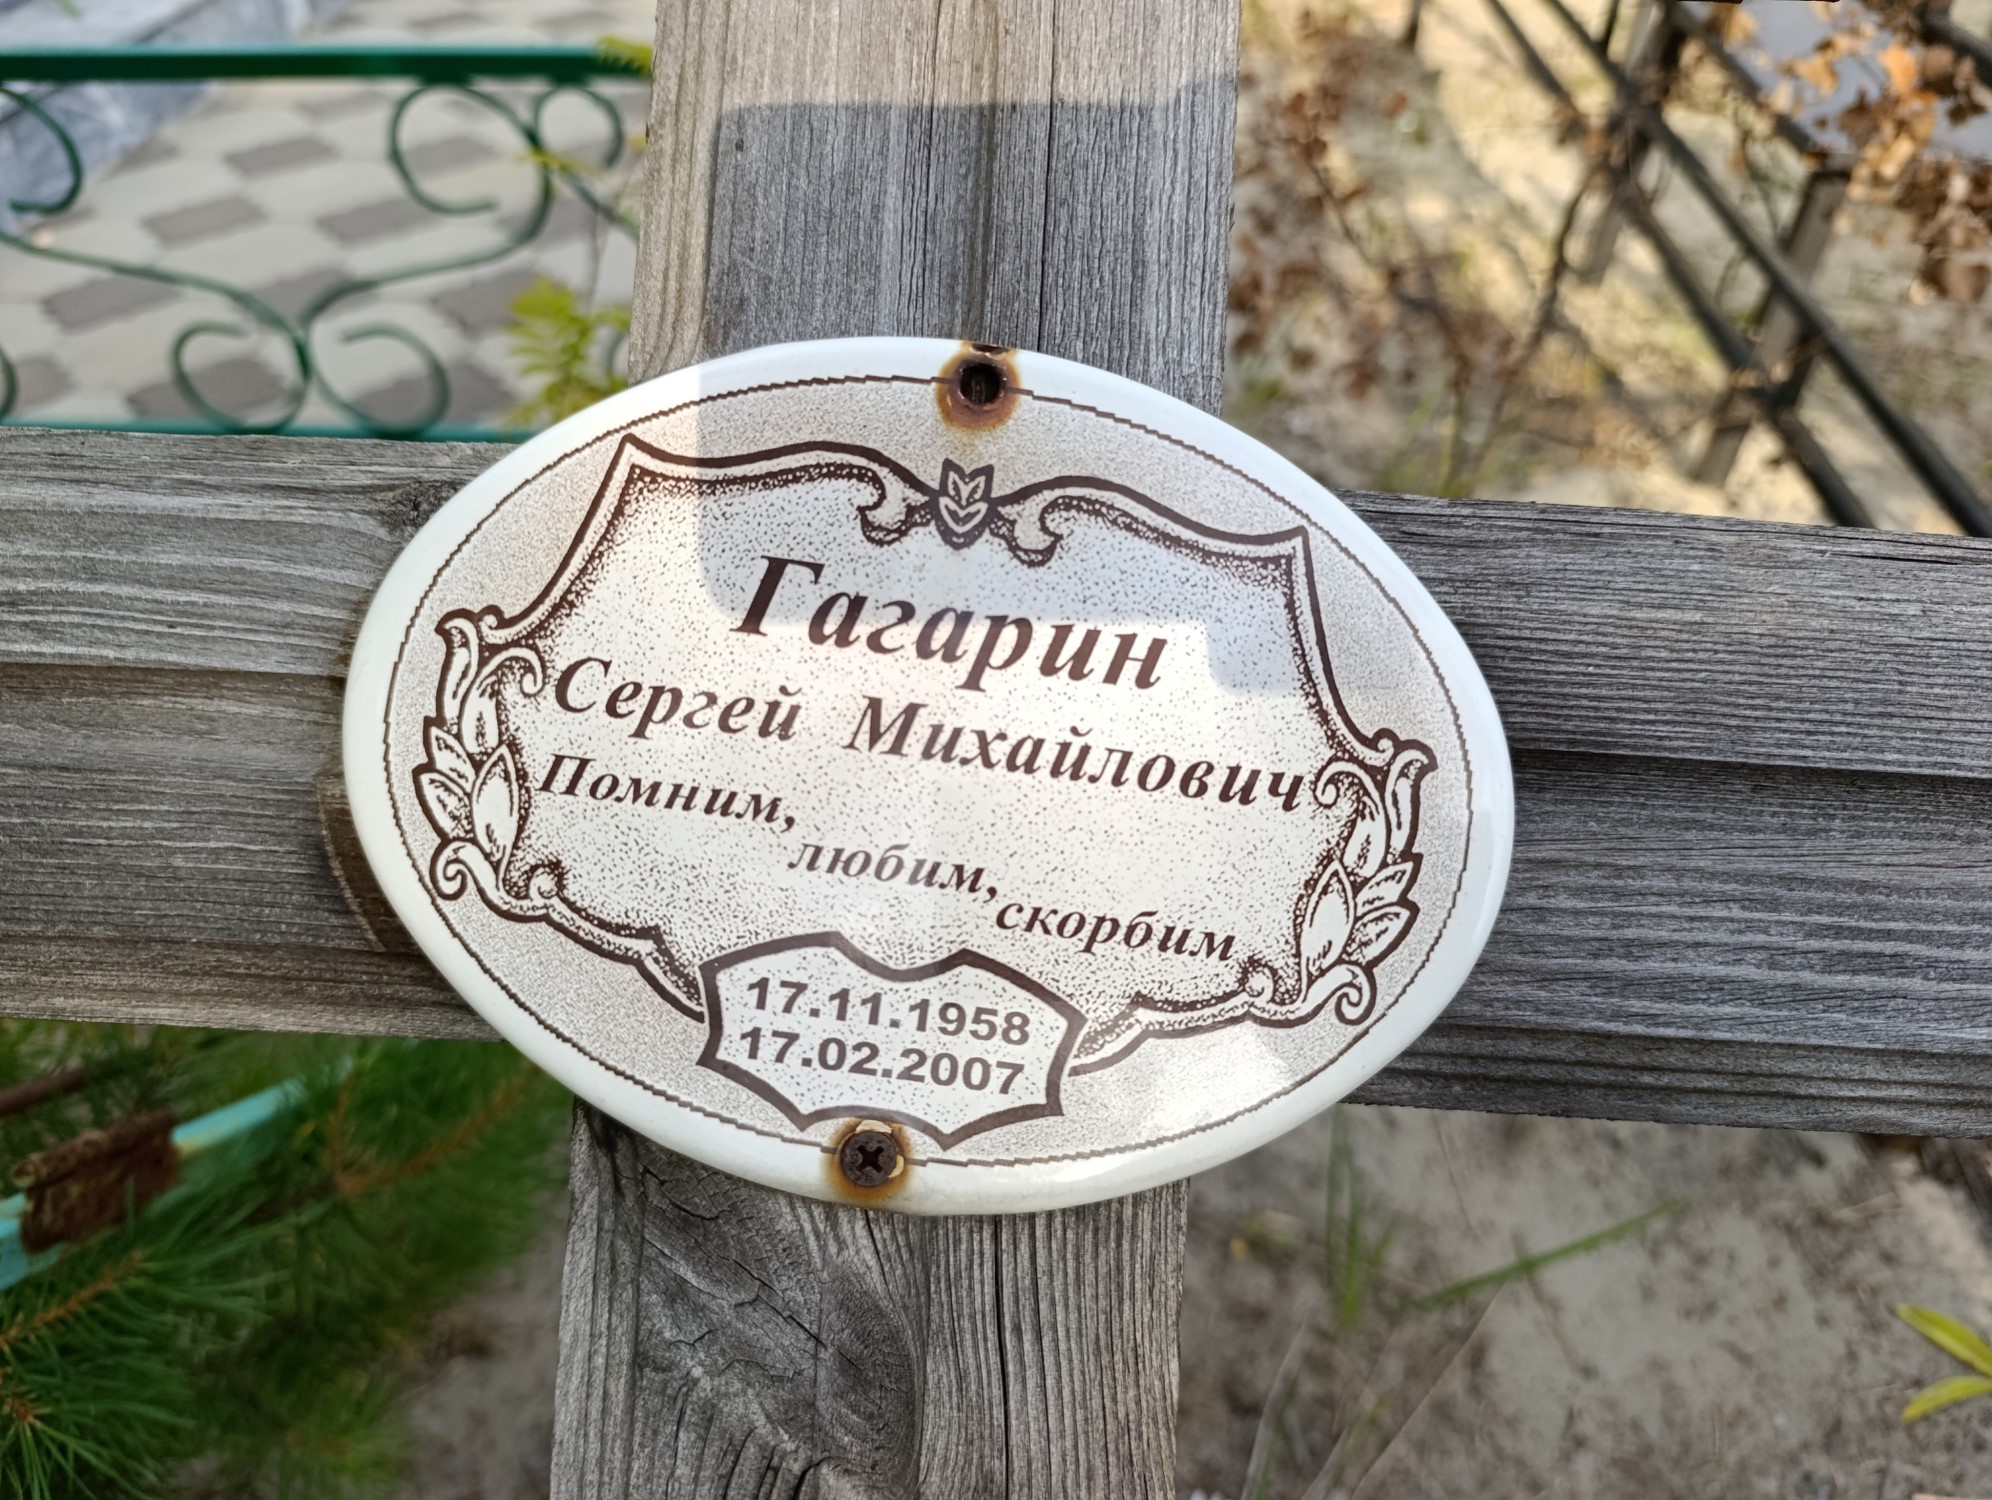 Гагарин
Сергей Михайлович
Помним,
любим,
скорбим
17.11.1958
17.02.2007